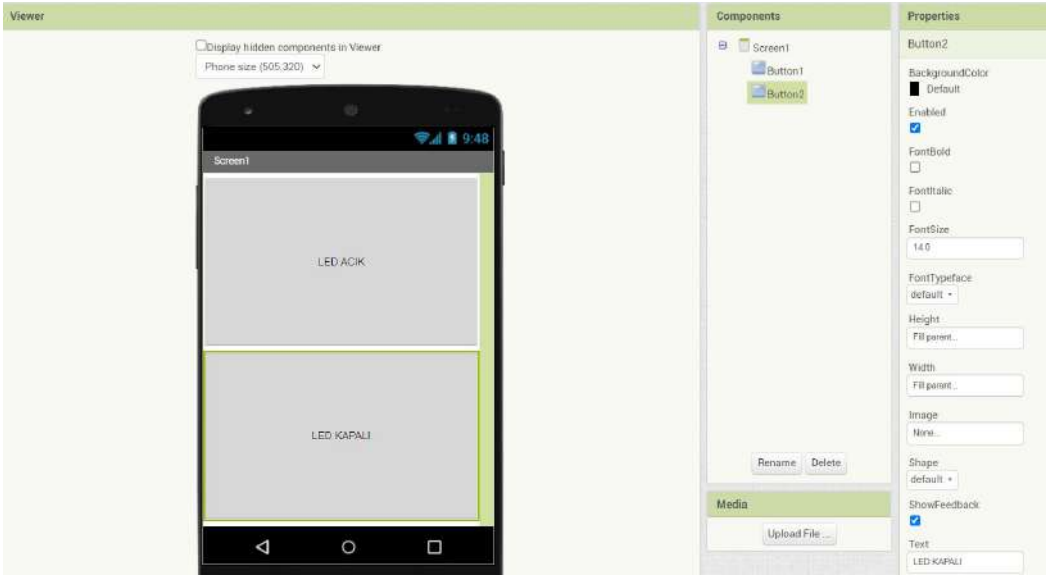 Viewer
Display hidden components in Viewer
Phone size (505,320)
9:48
Screen1
LED ACIK
LED KAPALI
Components
Screen1
Button1
Button2
Rename Delete
Media
Upload File ...
Properties
Button2
BackgroundColor
Default
Enabled
FontBold
FontItalic
FontSize
14.0
FontTypeface
default
Height
Fill parent...
Width
Fill parent...
Image
None...
Shape
default
ShowFeedback
Text
LED KAPALI